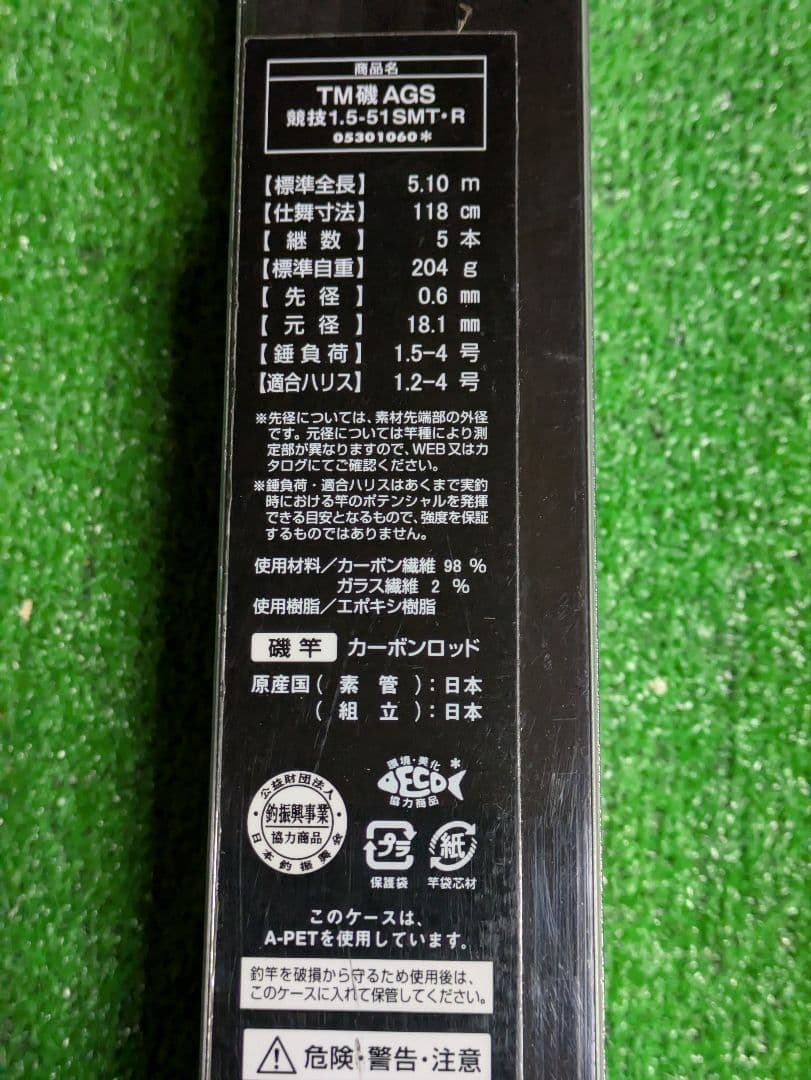 商品名
TM磯AGS
競技1.5-51SMT・R
05301060*
【標準全長】 5.10 m
【仕舞寸法】 118 cm
【継数】 5 本
【標準自重】 204 g
【先径】 0.6 mm
【元径】 18.1 mm
【錘負荷】 1.5-4 号
【適合ハリス】 1.2-4 号
※先径については、素材先端部の外径
です。元径については竿種により測
定部が異なりますので、WEB又はカ
タログにてご確認ください。
※錘負荷・適合ハリスはあくまで実釣
時における竿のポテンシャルを発揮
できる目安となるもので、強度を保証
するものではありません。
使用材料/カーボン繊維 98 %
ガラス繊維 2 %
使用樹脂/エポキシ樹脂
磯竿 カーボンロッド
原産国(素管):日本
(組立):日本
環境・美化*
ECO
協力商品
公益財団法人
釣振興事業
協力商品
日本釣振興会
プラ 紙
保護袋 竿袋芯材
このケースは、
A-PETを使用しています。
釣竿を破損から守るため使用後は、
このケースに入れて保管してください。
危険・警告・注意